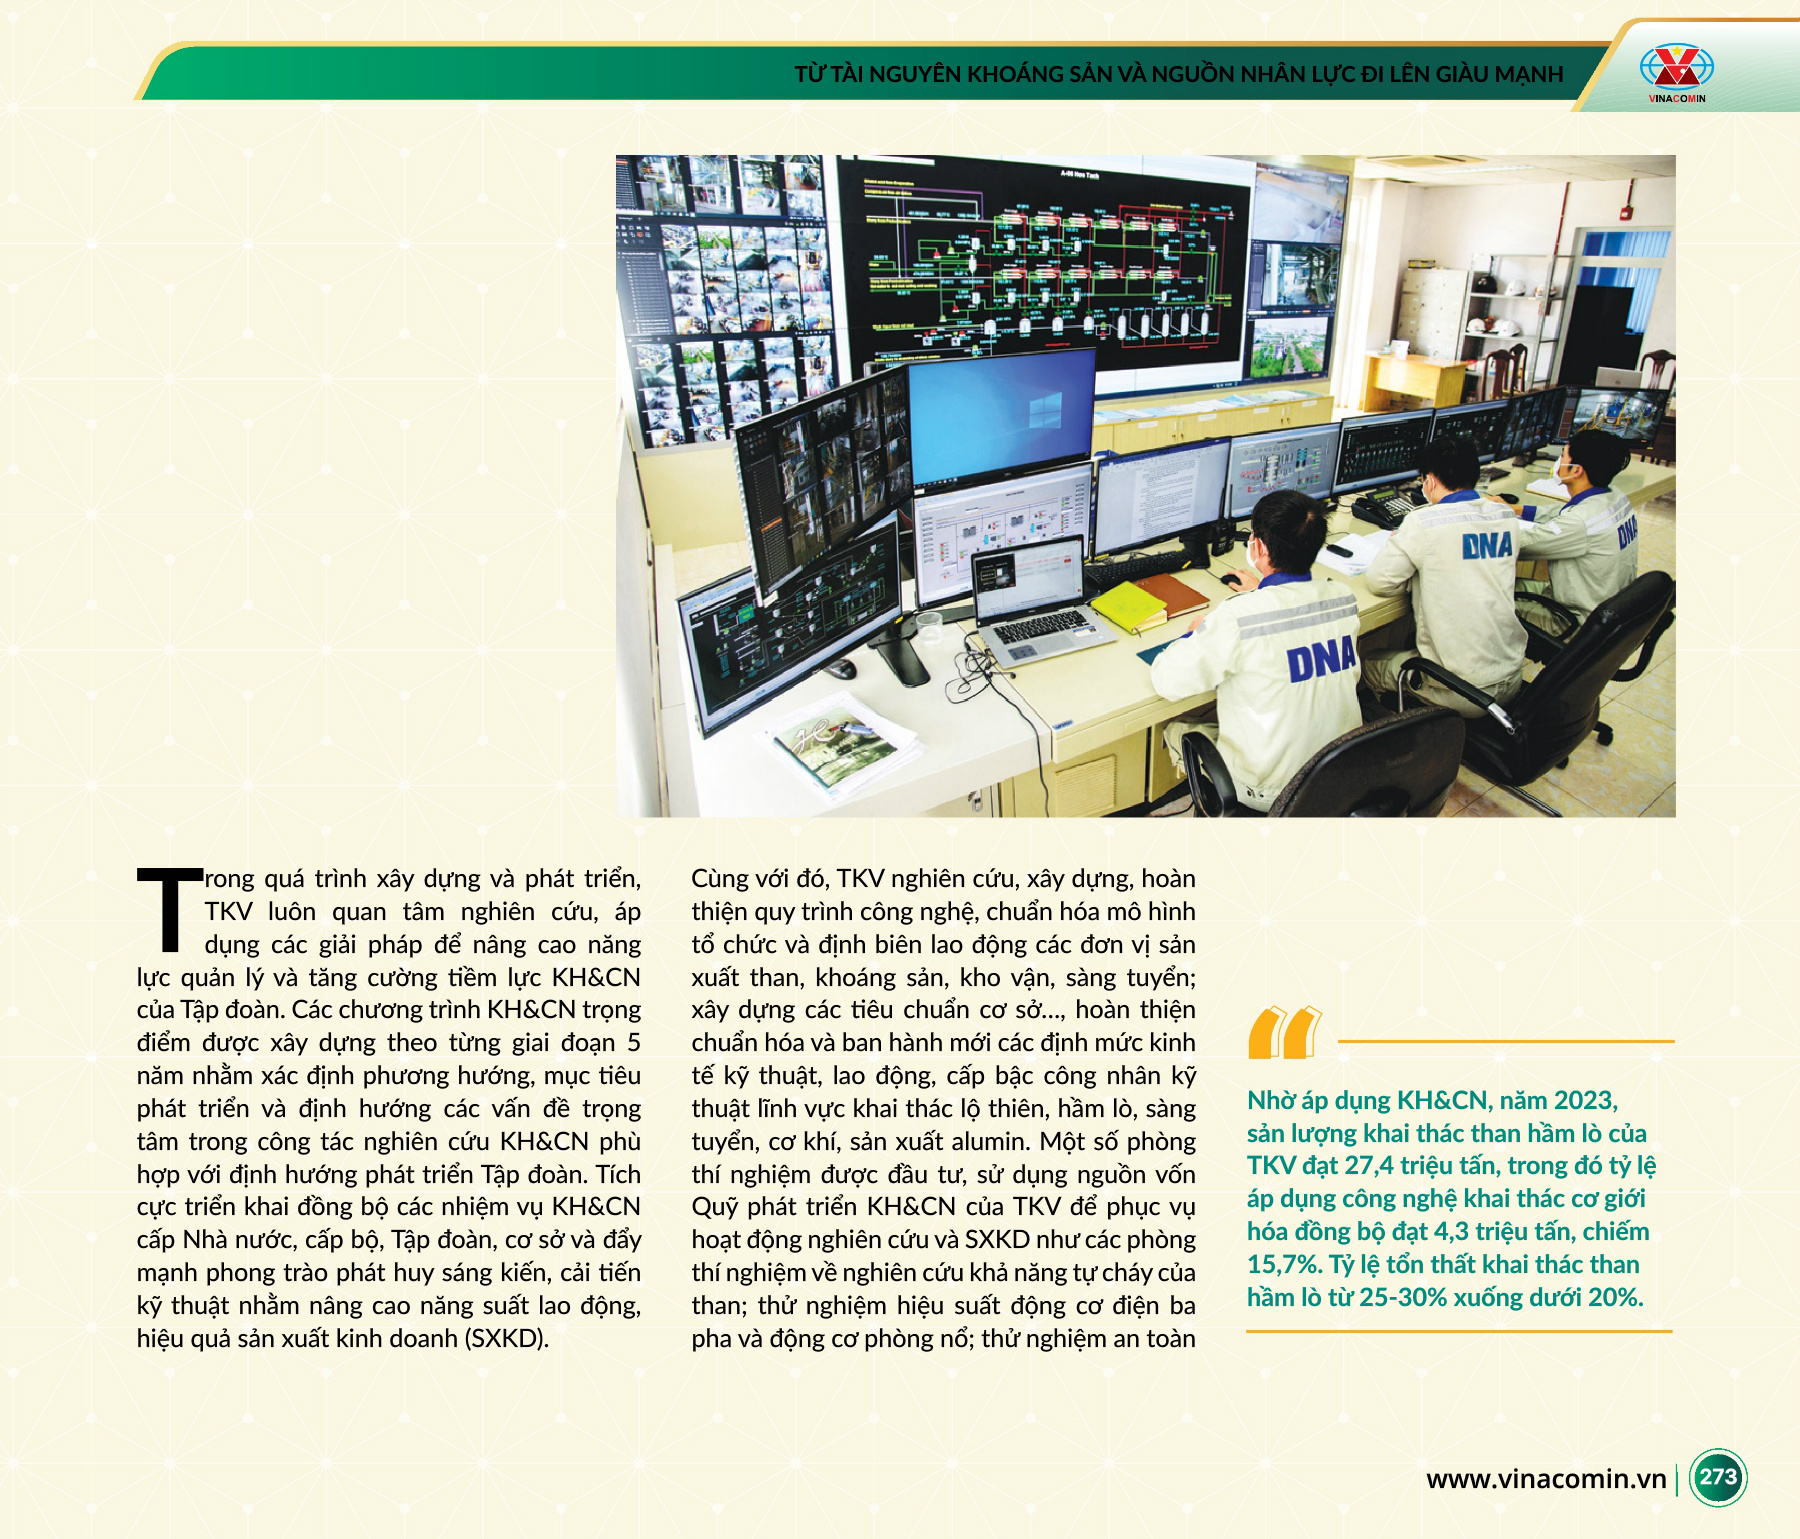 TỪ TÀI NGUYÊN KHOÁNG SẢN VÀ NGUỒN NHÂN LỰC ĐI LÊN GIÀU MẠNH
VINACOMIN
A-06 Hoa Tach
DNA
DNA
DNA
Trong quá trình xây dựng và phát triển,
TKV luôn quan tâm nghiên cứu, áp
dụng các giải pháp để nâng cao năng
lực quản lý và tăng cường tiềm lực KH&CN
của Tập đoàn. Các chương trình KH&CN trọng
điểm được xây dựng theo từng giai đoạn 5
năm nhằm xác định phương hướng, mục tiêu
phát triển và định hướng các vấn đề trọng
tâm trong công tác nghiên cứu KH&CN phù
hợp với định hướng phát triển Tập đoàn. Tích
cực triển khai đồng bộ các nhiệm vụ KH&CN
cấp Nhà nước, cấp bộ, Tập đoàn, cơ sở và đẩy
mạnh phong trào phát huy sáng kiến, cải tiến
kỹ thuật nhằm nâng cao năng suất lao động,
hiệu quả sản xuất kinh doanh (SXKD).
Cùng với đó, TKV nghiên cứu, xây dựng, hoàn
thiện quy trình công nghệ, chuẩn hóa mô hình
tổ chức và định biên lao động các đơn vị sản
xuất than, khoáng sản, kho vận, sàng tuyển;
xây dựng các tiêu chuẩn cơ sở..., hoàn thiện
chuẩn hóa và ban hành mới các định mức kinh
tế kỹ thuật, lao động, cấp bậc công nhân kỹ
thuật lĩnh vực khai thác lộ thiên, hầm lò, sàng
tuyển, cơ khí, sản xuất alumin. Một số phòng
thí nghiệm được đầu tư, sử dụng nguồn vốn
Quỹ phát triển KH&CN của TKV để phục vụ
hoạt động nghiên cứu và SXKD như các phòng
thí nghiệm về nghiên cứu khả năng tự cháy của
than; thử nghiệm hiệu suất động cơ điện ba
pha và động cơ phòng nổ; thử nghiệm an toàn
Nhờ áp dụng KH&CN, năm 2023,
sản lượng khai thác than hầm lò của
TKV đạt 27,4 triệu tấn, trong đó tỷ lệ
áp dụng công nghệ khai thác cơ giới
hóa đồng bộ đạt 4,3 triệu tấn, chiếm
15,7%. Tỷ lệ tổn thất khai thác than
hầm lò từ 25-30% xuống dưới 20%.
www.vinacomin.vn
273